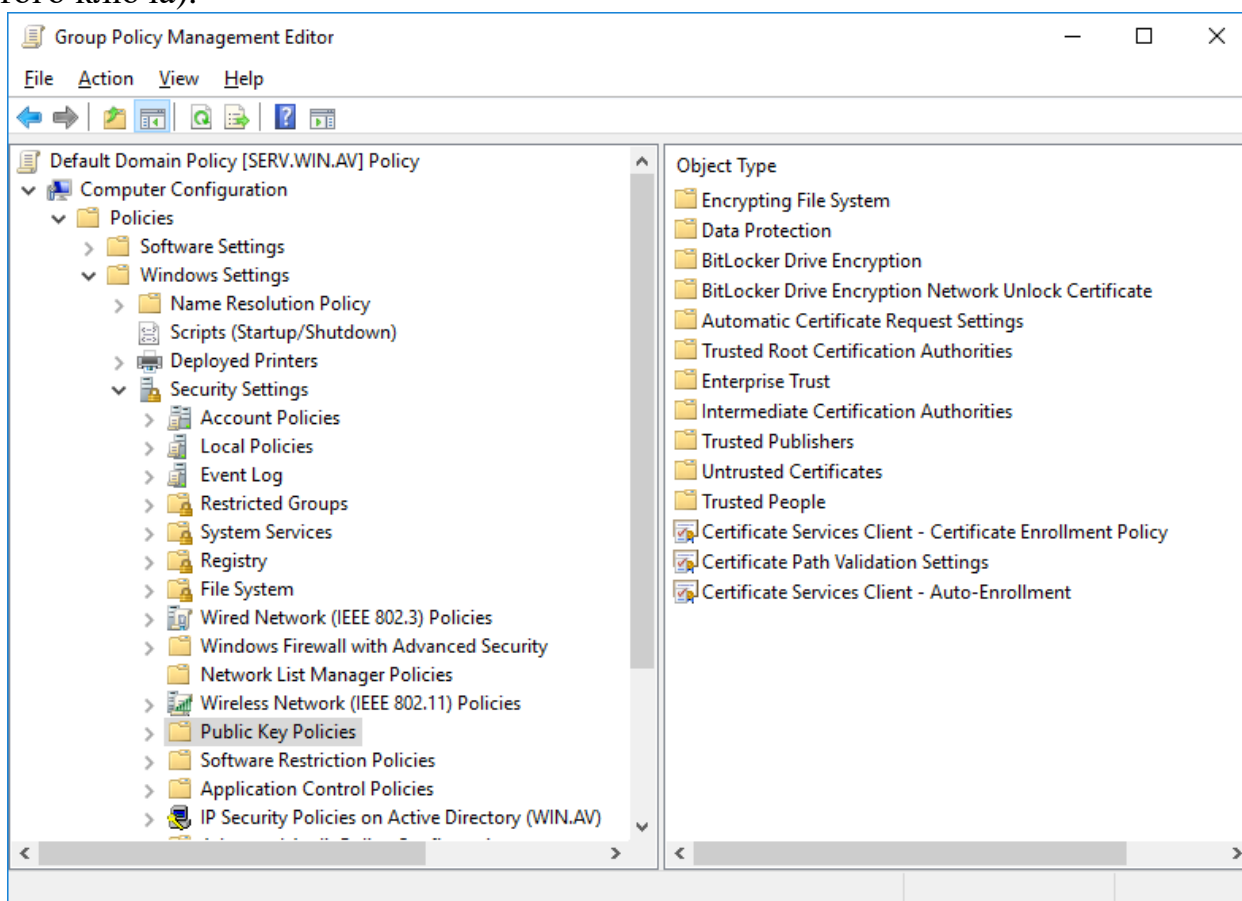 Group Policy Management Editor
File Action View Help
Default Domain Policy [SERV.WIN.AV] Policy
Computer Configuration
Policies
Software Settings
Windows Settings
Name Resolution Policy
Scripts (Startup/Shutdown)
Deployed Printers
Security Settings
Account Policies
Local Policies
Event Log
Restricted Groups
System Services
Registry
File System
Wired Network (IEEE 802.3) Policies
Windows Firewall with Advanced Security
Network List Manager Policies
Wireless Network (IEEE 802.11) Policies
Public Key Policies
Software Restriction Policies
Application Control Policies
IP Security Policies on Active Directory (WIN.AV)
Object Type
Encrypting File System
Data Protection
BitLocker Drive Encryption
BitLocker Drive Encryption Network Unlock Certificate
Automatic Certificate Request Settings
Trusted Root Certification Authorities
Enterprise Trust
Intermediate Certification Authorities
Trusted Publishers
Untrusted Certificates
Trusted People
Certificate Services Client - Certificate Enrollment Policy
Certificate Path Validation Settings
Certificate Services Client - Auto-Enrollment